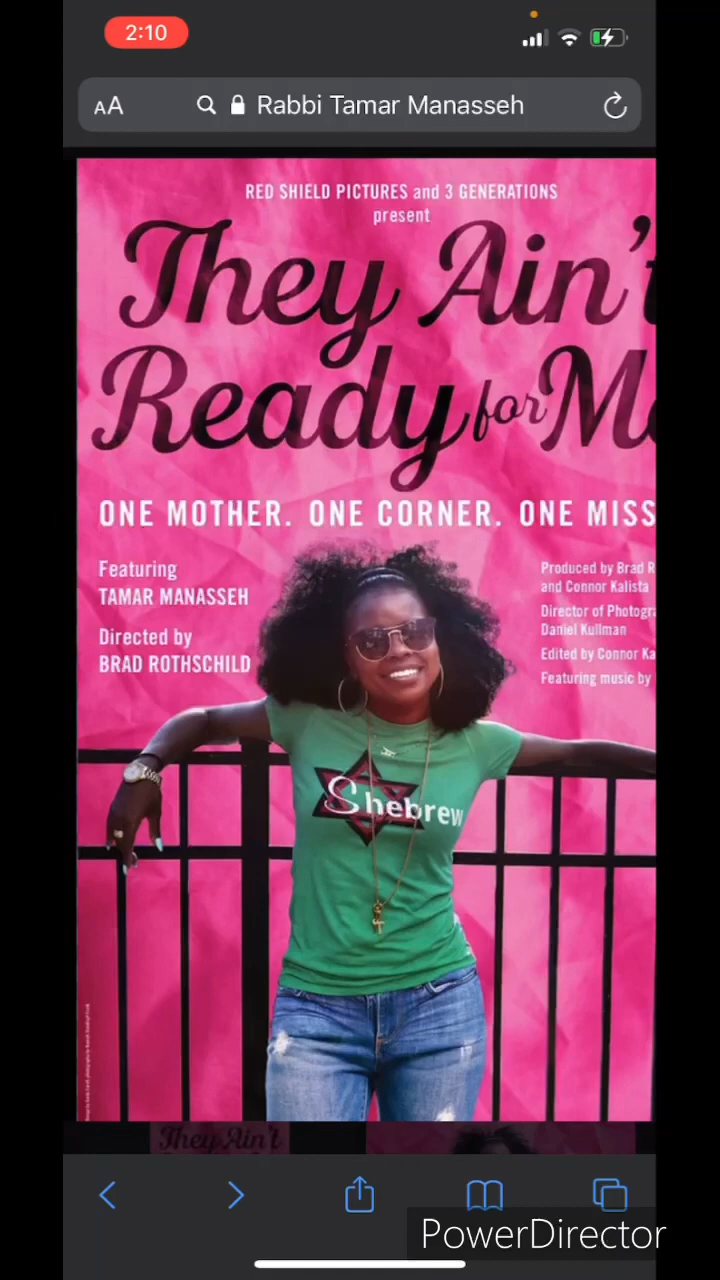 2:10
AA
Rabbi Tamar Manasseh
RED SHIELD PICTURES and 3 GENERATIONS
present
They Ain't
Ready for M
ONE MOTHER. ONE CORNER. ONE MISS
Featuring
TAMAR MANASSEH
Directed by
BRAD ROTHSCHILD
Produced by Brad R
and Connor Kalista
Director of Photogra
Daniel Kullman
Edited by Connor Ka
Featuring music by
Shebrew
They Ain't
PowerDirector